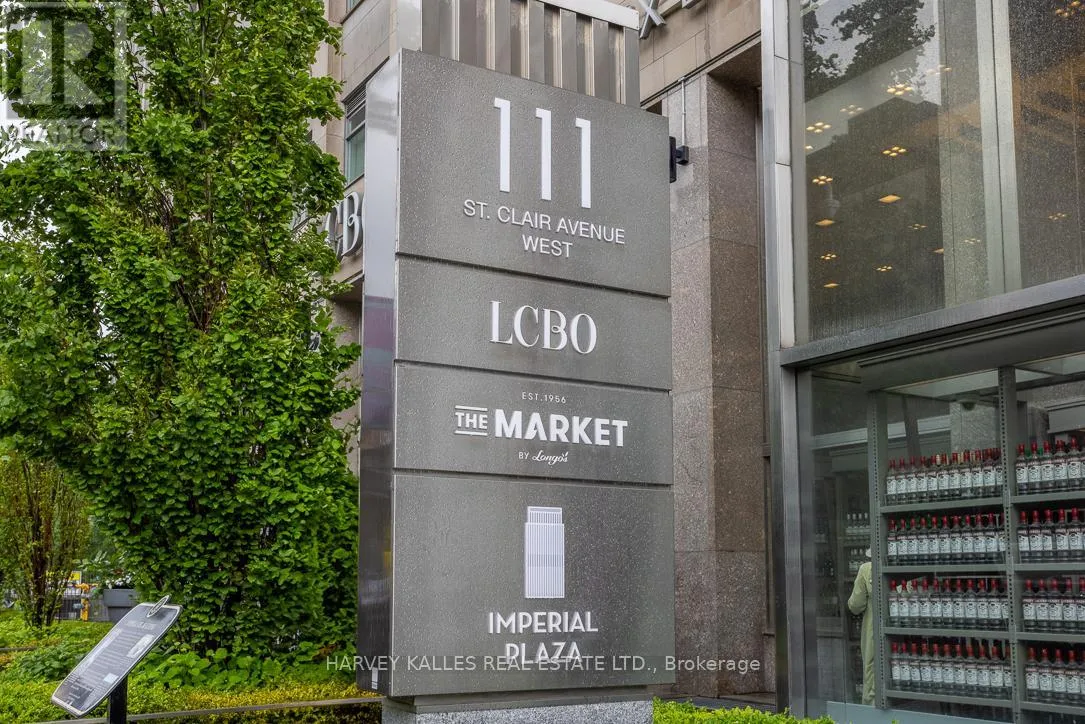 REALTOR
111
ST. CLAIR AVENUE
WEST
LCBO
EST. 1956
THE MARKET
BY Longo's
IMPERIAL
PLAZA
HARVEY KALLES REAL ESTATE LTD., Brokerage